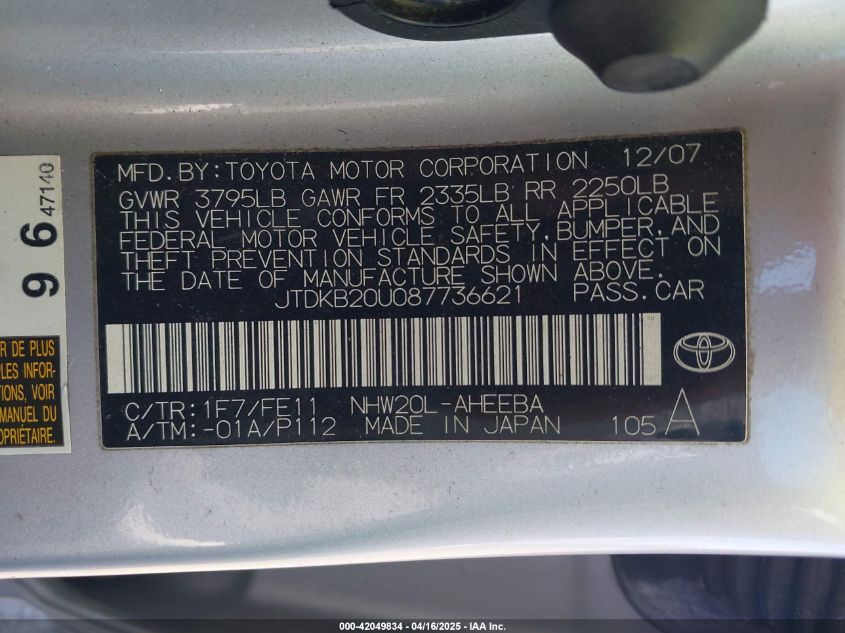 MFD.BY:TOYOTA MOTOR CORPORATION 12/07
GVWR 3795LB GAWR FR 2335LB RR 2250LB
THIS VEHICLE CONFORMS TO ALL APPLICABLE
FEDERAL MOTOR VEHICLE SAFETY,BUMPER,AND
THEFT PREVENTION STANDARDS IN EFFECT ON
THE DATE OF MANUFACTURE SHOWN ABOVE.
JTDKB20U087736621 PASS.CAR
C/TR:1F7/FE11 NHW20L-AHEEBA
A/TM:-01A/P112 MADE IN JAPAN 105 A
96 47140
R DE PLUS
PLES INFOR-
TIONS, VOIR
MANUEL DU
OPRIÉTAIRE.
000-42049834 - 04/16/2025 - IAA Inc.